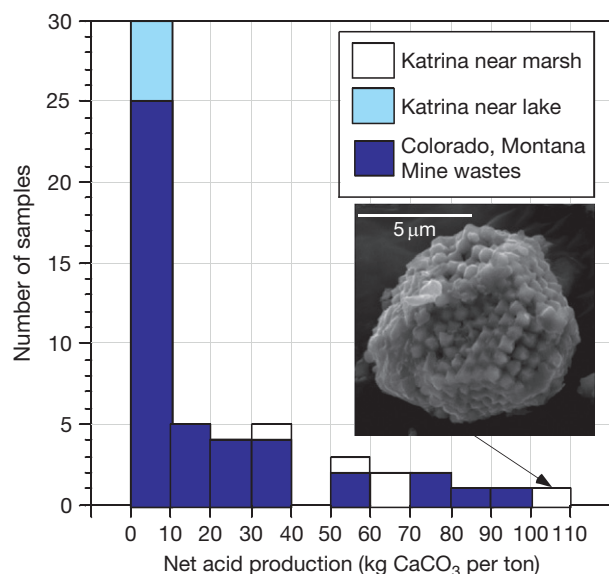 30
25
20
15
10
5
0
Number of samples
Katrina near marsh
Katrina near lake
Colorado, Montana
Mine wastes
5 μm
0 10 20 30 40 50 60 70 80 90 100 110
Net acid production (kg CaCO₃ per ton)